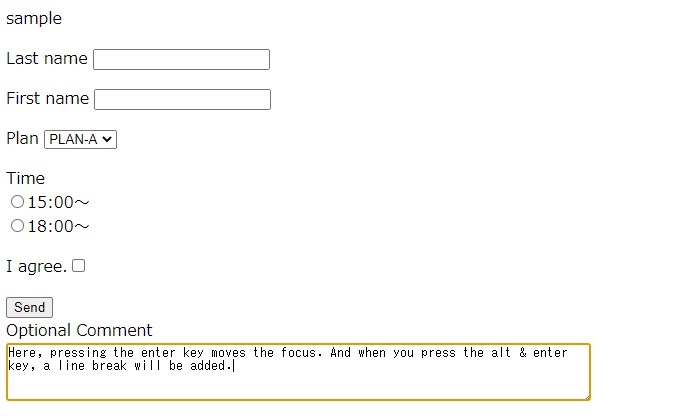 sample
Last name
First name
Plan PLAN-A
Time
15:00～
18:00～
I agree.
Send
Optional Comment
Here, pressing the enter key moves the focus. And when you press the alt & enter
key, a line break will be added.